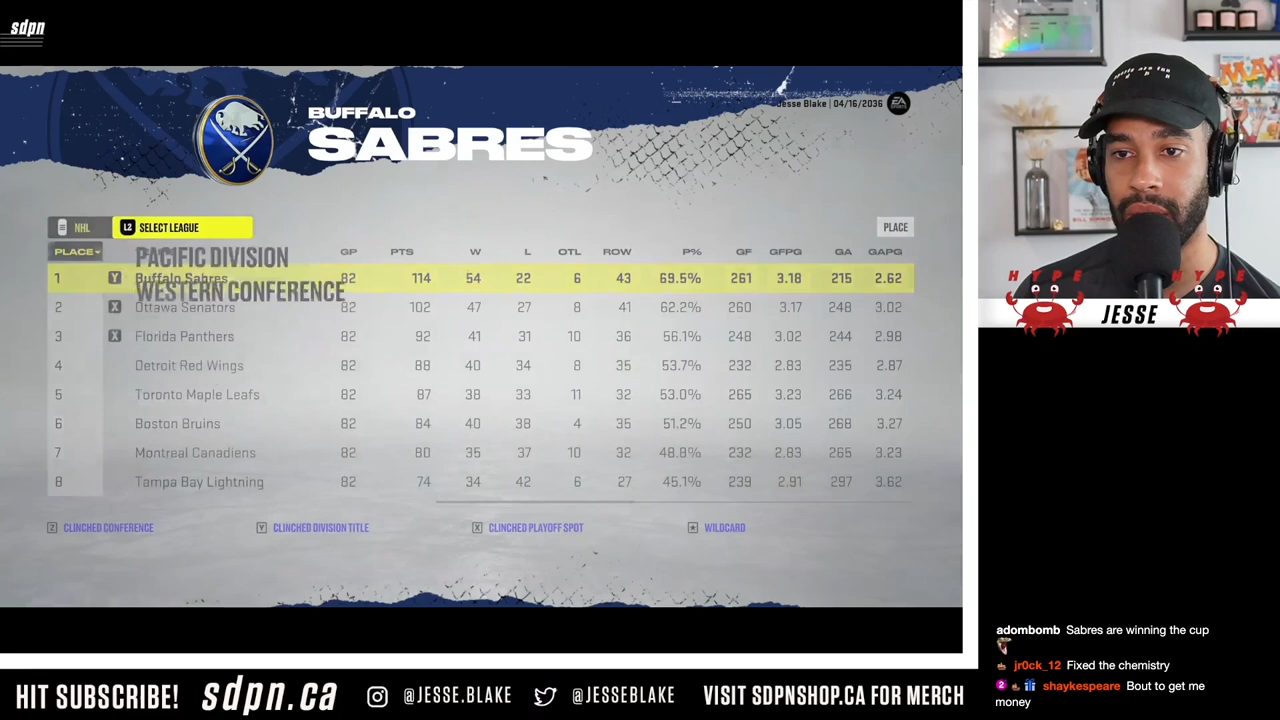 sdpn
BUFFALO
SABRES
Jesse Blake | 04/16/2036
EA
SPORTS
NHL
L2 SELECT LEAGUE
PLACE
PLACE GP PTS W L OTL ROW P% GF GFPG GA GAPG
PACIFIC DIVISION
1 Y Buffalo Sabres 82 114 54 22 6 43 69.5% 261 3.18 215 2.62
WESTERN CONFERENCE
2 X Ottawa Senators 82 102 47 27 8 41 62.2% 260 3.17 248 3.02
3 X Florida Panthers 82 92 41 31 10 36 56.1% 248 3.02 244 2.98
4 Detroit Red Wings 82 88 40 34 8 35 53.7% 232 2.83 235 2.87
5 Toronto Maple Leafs 82 87 38 33 11 32 53.0% 265 3.23 266 3.24
6 Boston Bruins 82 84 40 38 4 35 51.2% 250 3.05 268 3.27
7 Montreal Canadiens 82 80 35 37 10 32 48.8% 232 2.83 265 3.23
8 Tampa Bay Lightning 82 74 34 42 6 27 45.1% 239 2.91 297 3.62
Z CLINCHED CONFERENCE
Y CLINCHED DIVISION TITLE
X CLINCHED PLAYOFF SPOT
WILDCARD
HYPE HYPE
JESSE
adombomb Sabres are winning the cup
jr0ck_12 Fixed the chemistry
2 shaykespeare Bout to get me
money
HIT SUBSCRIBE! sdpn.ca @JESSE.BLAKE @JESSEBLAKE VISIT SDPNSHOP.CA FOR MERCH